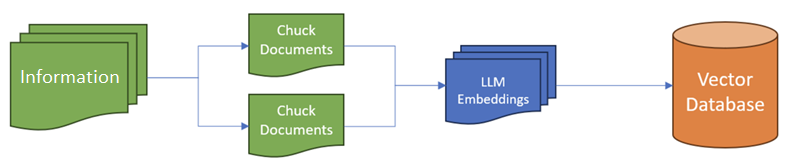 Information
Chuck
Documents
Chuck
Documents
LLM
Embeddings
Vector
Database